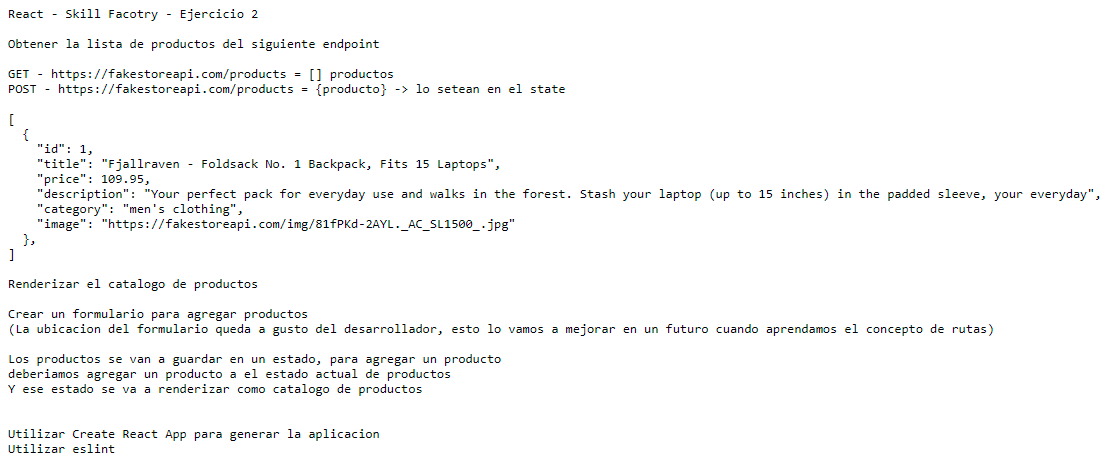 React - Skill Facotry - Ejercicio 2
Obtener la lista de productos del siguiente endpoint
GET - https://fakestoreapi.com/products = [] productos
POST - https://fakestoreapi.com/products = {producto} -> lo setean en el state
[
  {
    "id": 1,
    "title": "Fjallraven - Foldsack No. 1 Backpack, Fits 15 Laptops",
    "price": 109.95,
    "description": "Your perfect pack for everyday use and walks in the forest. Stash your laptop (up to 15 inches) in the padded sleeve, your everyday",
    "category": "men's clothing",
    "image": "https://fakestoreapi.com/img/81fPKd-2AYL._AC_SL1500_.jpg"
  },
]
Renderizar el catalogo de productos
Crear un formulario para agregar productos
(La ubicacion del formulario queda a gusto del desarrollador, esto lo vamos a mejorar en un futuro cuando aprendamos el concepto de rutas)
Los productos se van a guardar en un estado, para agregar un producto
deberiamos agregar un producto a el estado actual de productos
Y ese estado se va a renderizar como catalogo de productos
Utilizar Create React App para generar la aplicacion
Utilizar eslint